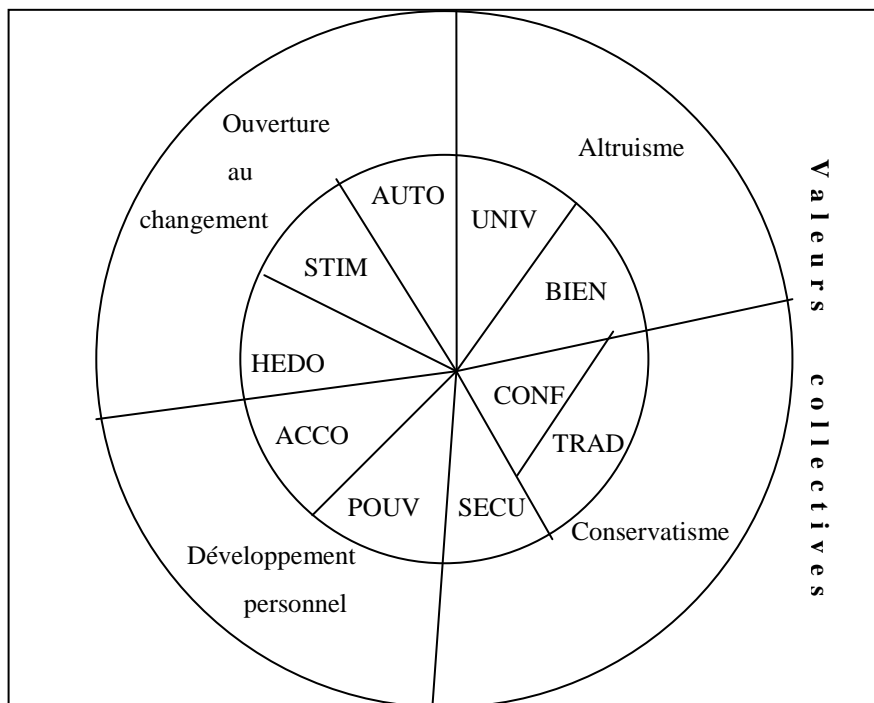 Ouverture
au
changement
Altruisme
AUTO
UNIV
STIM
BIEN
HEDO
CONF
ACCO
TRAD
POUV
SECU
Développement
personnel
Conservatisme
Valeurs collectives